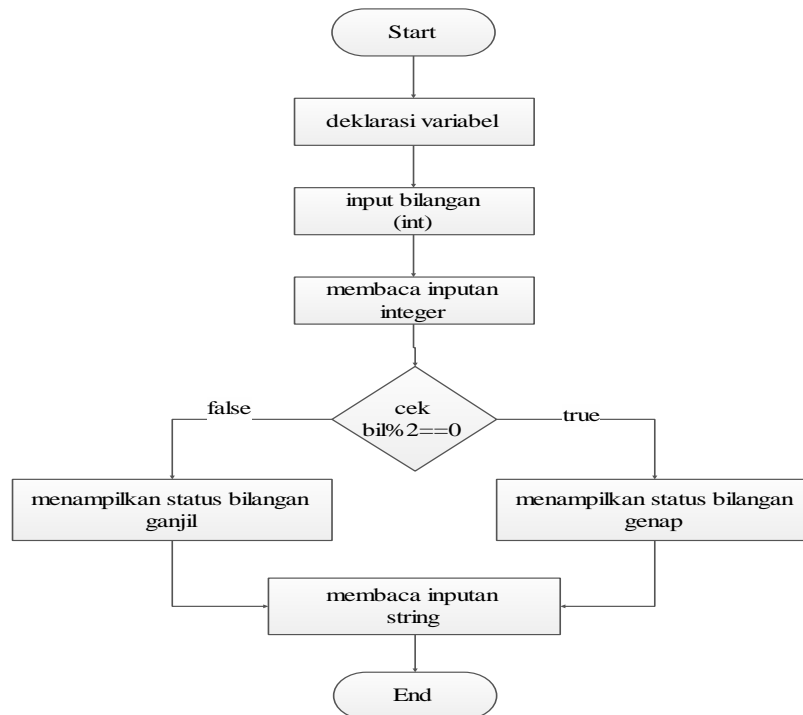 Start
deklarasi variabel
input bilangan
(int)
membaca inputan
integer
cek
bil%2==0
false
true
menampilkan status bilangan
ganjil
menampilkan status bilangan
genap
membaca inputan
string
End